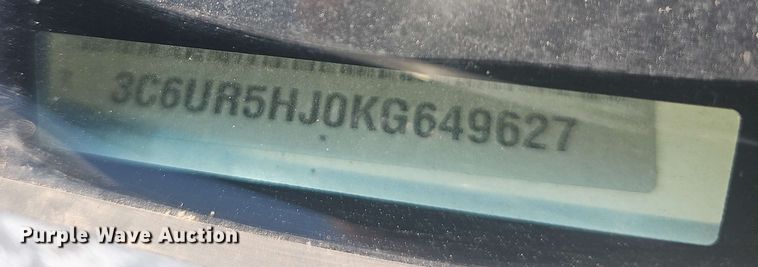 3C6UR5HJ0KG649627
Purple Wave Auction